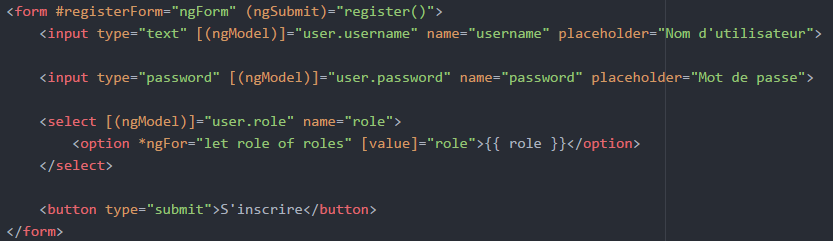 <form #registerForm="ngForm" (ngSubmit)="register()">
<input type="text" [(ngModel)]="user.username" name="username" placeholder="Nom d'utilisateur">
<input type="password" [(ngModel)]="user.password" name="password" placeholder="Mot de passe">
<select [(ngModel)]="user.role" name="role">
<option *ngFor="let role of roles" [value]="role">{{ role }}</option>
</select>
<button type="submit">S'inscrire</button>
</form>